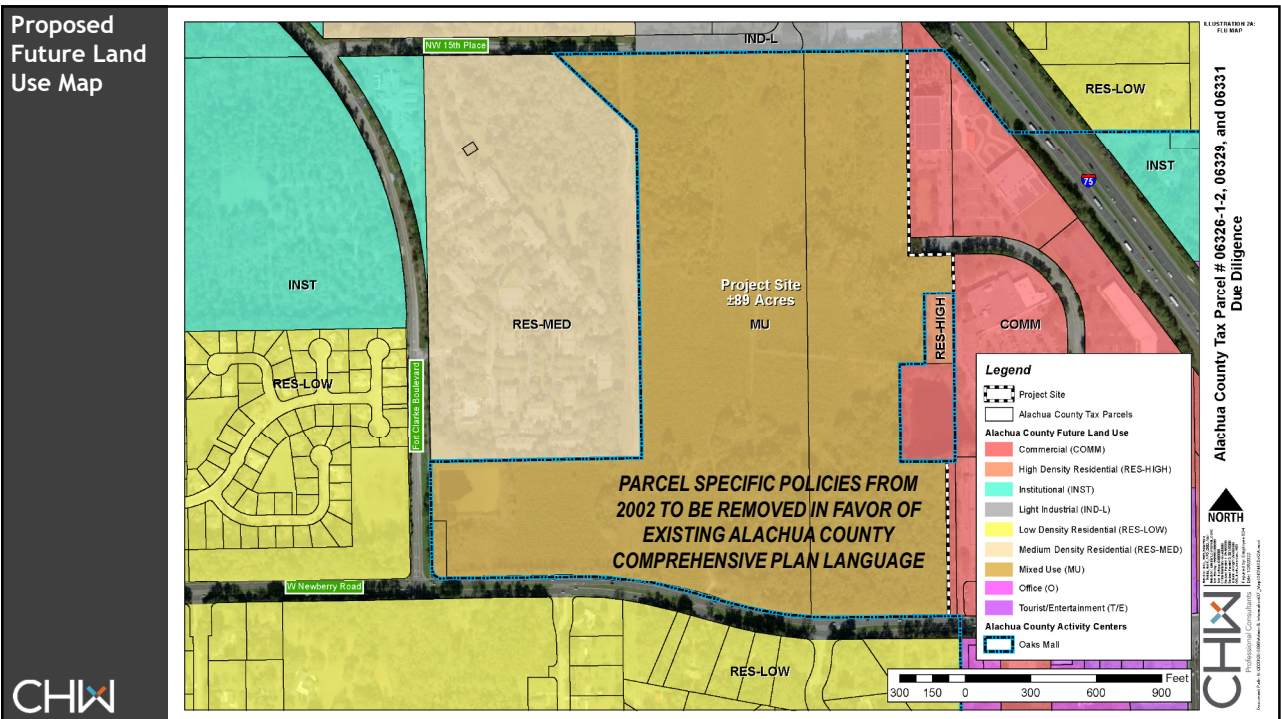 Proposed
Future Land
Use Map
CHW
NW 15th Place
IND-L
RES-LOW
INST
75
INST
RES-MED
Project Site
±89 Acres
MU
RES-HIGH
COMM
RES-LOW
Fort Clarke Boulevard
PARCEL SPECIFIC POLICIES FROM
2002 TO BE REMOVED IN FAVOR OF
EXISTING ALACHUA COUNTY
COMPREHENSIVE PLAN LANGUAGE
W Newberry Road
RES-LOW
Legend
Project Site
Alachua County Tax Parcels
Alachua County Future Land Use
Commercial (COMM)
High Density Residential (RES-HIGH)
Institutional (INST)
Light Industrial (IND-L)
Low Density Residential (RES-LOW)
Medium Density Residential (RES-MED)
Mixed Use (MU)
Office (O)
Tourist/Entertainment (T/E)
Alachua County Activity Centers
Oaks Mall
Feet
300 150 0 300 600 900
ILLUSTRATION 2A:
FLU MAP
Alachua County Tax Parcel # 06326-1-2, 06329, and 06331
Due Diligence
NORTH
CHW
Professional Consultants